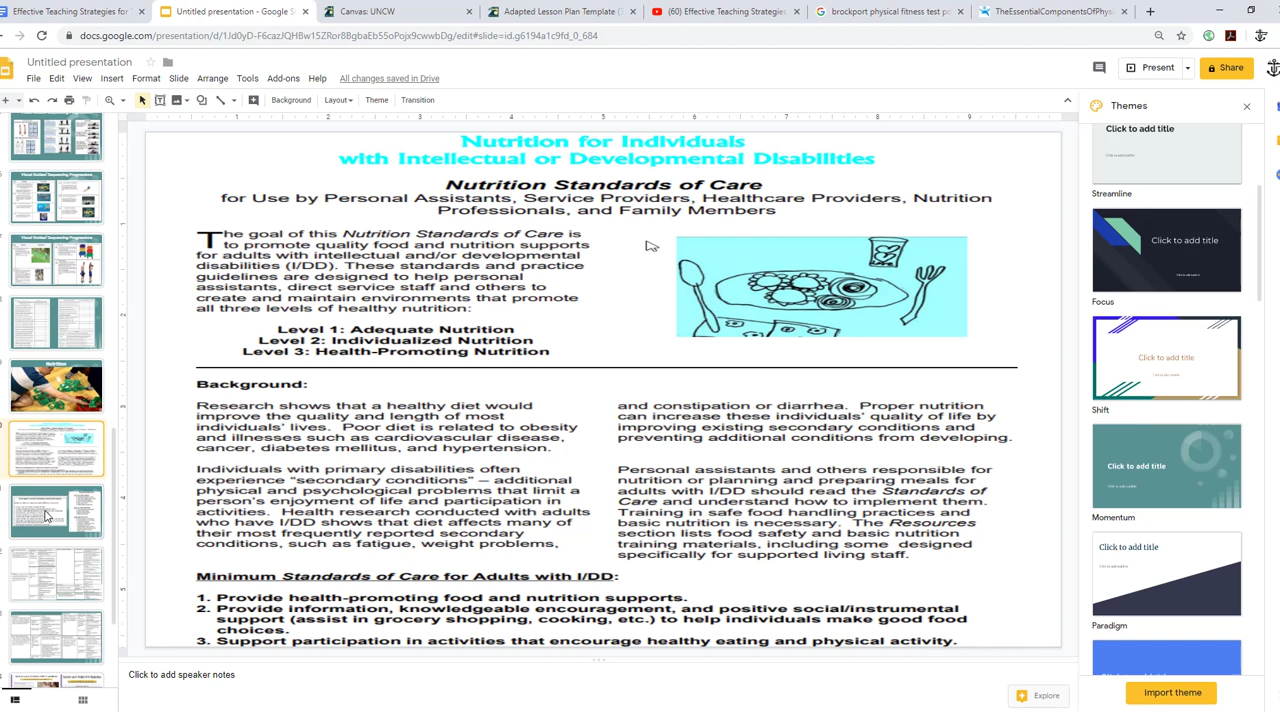 Effective Teaching Strategies for
Untitled presentation - Google S
Canvas: UNCW
Adapted Lesson Plan Template
(60) Effective Teaching Strategies
brockport physical fitness test p
TheEssentialComponentsOfPhys
docs.google.com/presentation/d/1Jd0yD-F6cazJQHBw15ZRor8BgbaEb55oPojx9cwwbDg/edit#slide=id.g6194a1c9fd_0_684
Untitled presentation
File Edit View Insert Format Slide Arrange Tools Add-ons Help All changes saved in Drive
Present
Share
Background Layout Theme Transition
Themes
Nutrition for Individuals
with Intellectual or Developmental Disabilities
Nutrition Standards of Care
for Use by Personal Assistants, Service Providers, Healthcare Providers, Nutrition
Professionals, and Family Members
The goal of this Nutrition Standards of Care is
to promote quality food and nutrition supports
for adults with intellectual and/or developmental
disabilities (I/DD). These standards and practice
guidelines are designed to help personal
assistants, direct service staff and others to
create and maintain environments that promote
all three levels of healthy nutrition:
Level 1: Adequate Nutrition
Level 2: Individualized Nutrition
Level 3: Health-Promoting Nutrition
Background:
Research shows that a healthy diet would
improve the quality and length of most
individuals' lives. Poor diet is related to obesity
and illnesses such as cardiovascular disease,
cancer, diabetes mellitus, and hypertension.
Individuals with primary disabilities often
experience "secondary conditions" – additional
physical and psychological problems that limit a
person's enjoyment of life and participation in
activities. Health research conducted with adults
who have I/DD shows that diet affects many of
their most frequently reported secondary
conditions, such as fatigue, weight problems,
and constipation or diarrhea. Proper nutrition
can increase these individuals' quality of life by
improving existing secondary conditions and
preventing additional conditions from developing.
Personal assistants and others responsible for
nutrition or planning and preparing meals for
adults with I/DD should read the Standards of
Care and understand how to implement them.
Training in safe food handling practices and
basic nutrition is necessary. The Resources
section lists food safety and basic nutrition
training materials, including some designed
specifically for supported living staff.
Minimum Standards of Care for Adults with I/DD:
1. Provide health-promoting food and nutrition supports.
2. Provide information, knowledgeable encouragement, and positive social/instrumental
support (assist in grocery shopping, cooking, etc.) to help individuals make good food
choices.
3. Support participation in activities that encourage healthy eating and physical activity.
Click to add speaker notes
Explore
Click to add title
Streamline
Click to add title
Focus
Click to add title
Shift
Click to add title
Momentum
Click to add title
Paradigm
Import theme